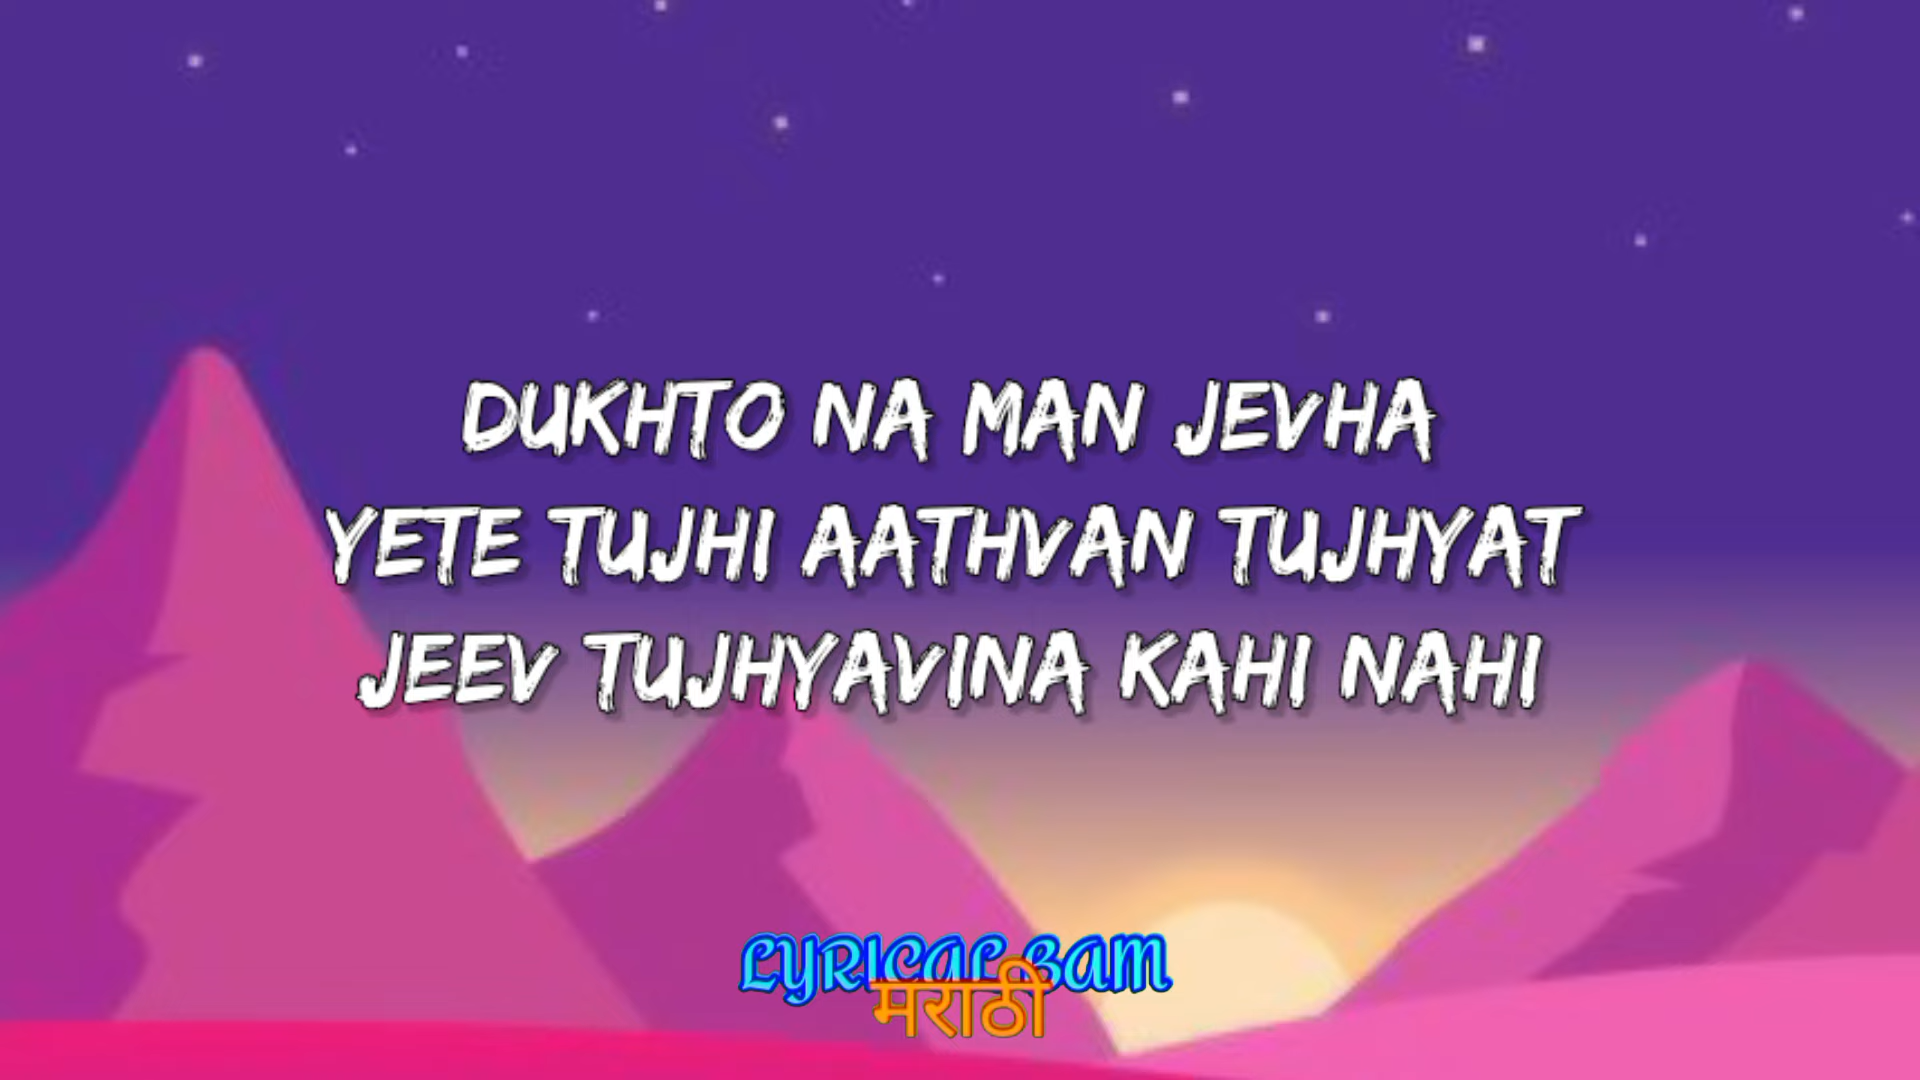 DUKHTO NA MAN JEVHA
YETE TUJHI AATHVAN TUJHYAT
JEEV TUJHYAVINA KAHI NAHI
LYRICAL BAM
मराठी